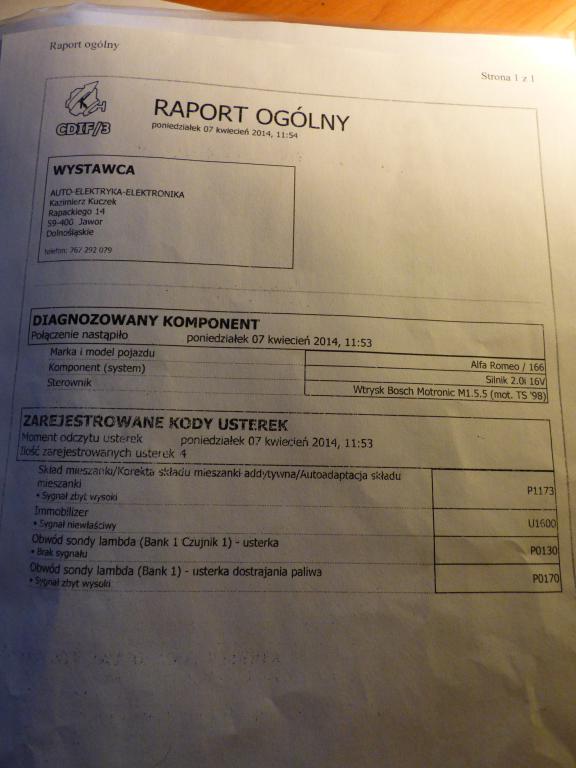 Raport ogólny
Strona 1 z 1
K
CDIF/3
RAPORT OGÓLNY
poniedziałek 07 kwiecień 2014, 11:54
WYSTAWCA
AUTO-ELEKTRYKA-ELEKTRONIKA
Kazimierz Kuczek
Rapackiego 14
59-400 Jawor
Dolnośląskie
telefon: 767 292 079
DIAGNOZOWANY KOMPONENT
Połączenie nastąpiło poniedziałek 07 kwiecień 2014, 11:53
Marka i model pojazdu Alfa Romeo / 166
Komponent (system) Silnik 2.0i 16V
Sterownik Wtrysk Bosch Motronic M1.5.5 (mot. TS '98)
ZAREJESTROWANE KODY USTEREK
Moment odczytu usterek poniedziałek 07 kwiecień 2014, 11:53
Ilość zarejestrowanych usterek 4
Skład mieszanki/Korekta składu mieszanki addytywna/Autoadaptacja składu
mieszanki P1173
• Sygnał zbyt wysoki
Immobilizer U1600
• Sygnał niewłaściwy
Obwód sondy lambda (Bank 1 Czujnik 1) - usterka P0130
• Brak sygnału
Obwód sondy lambda (Bank 1) - usterka dostrajania paliwa P0170
• Sygnał zbyt wysoki